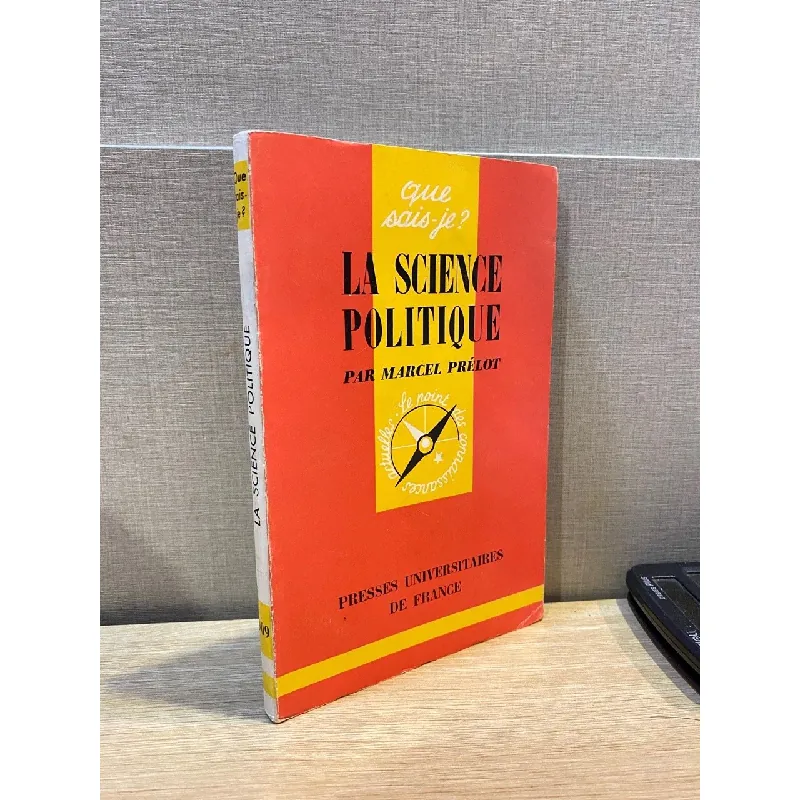 que
sais-je?
LA SCIENCE
POLITIQUE
PAR MARCEL PRÉLOT
Le point des connaissances actuelles
PRESSES UNIVERSITAIRES
DE FRANCE
LA SCIENCE POLITIQUE